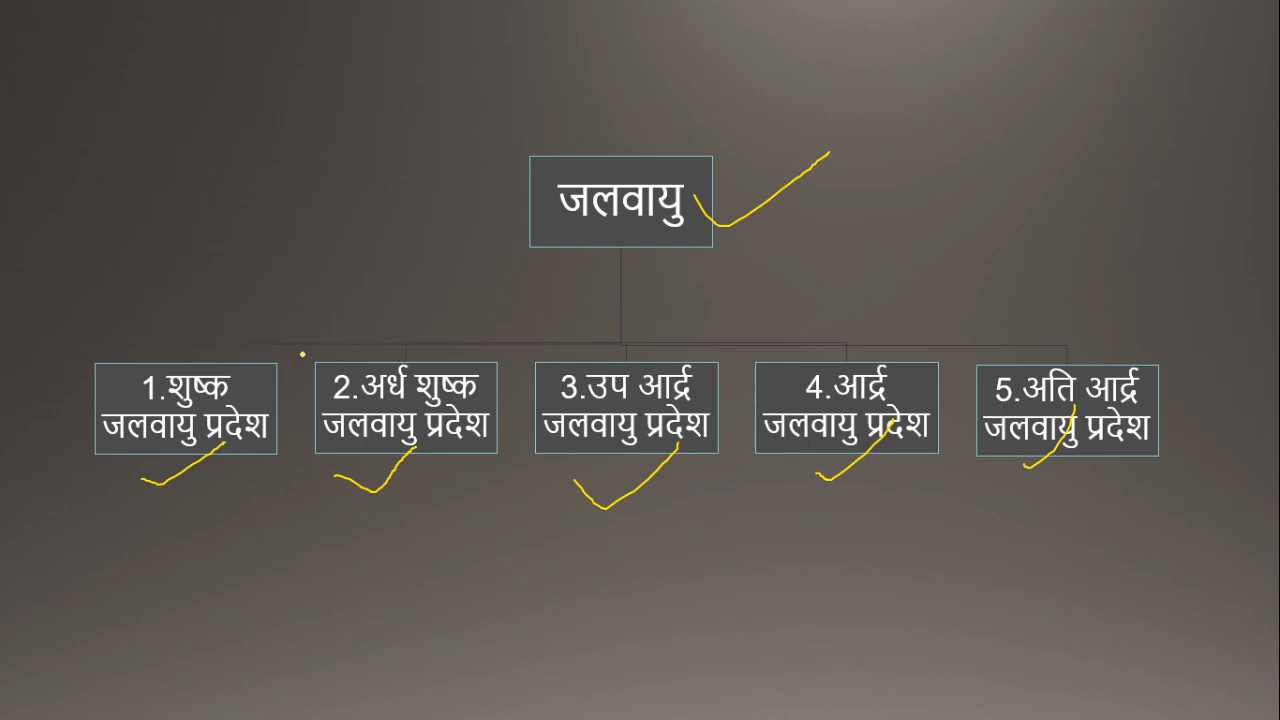 जलवायु
1.शुष्क
जलवायु प्रदेश
2.अर्ध शुष्क
जलवायु प्रदेश
3.उप आर्द्र
जलवायु प्रदेश
4.आर्द्र
जलवायु प्रदेश
5.अति आर्द्र
जलवायु प्रदेश